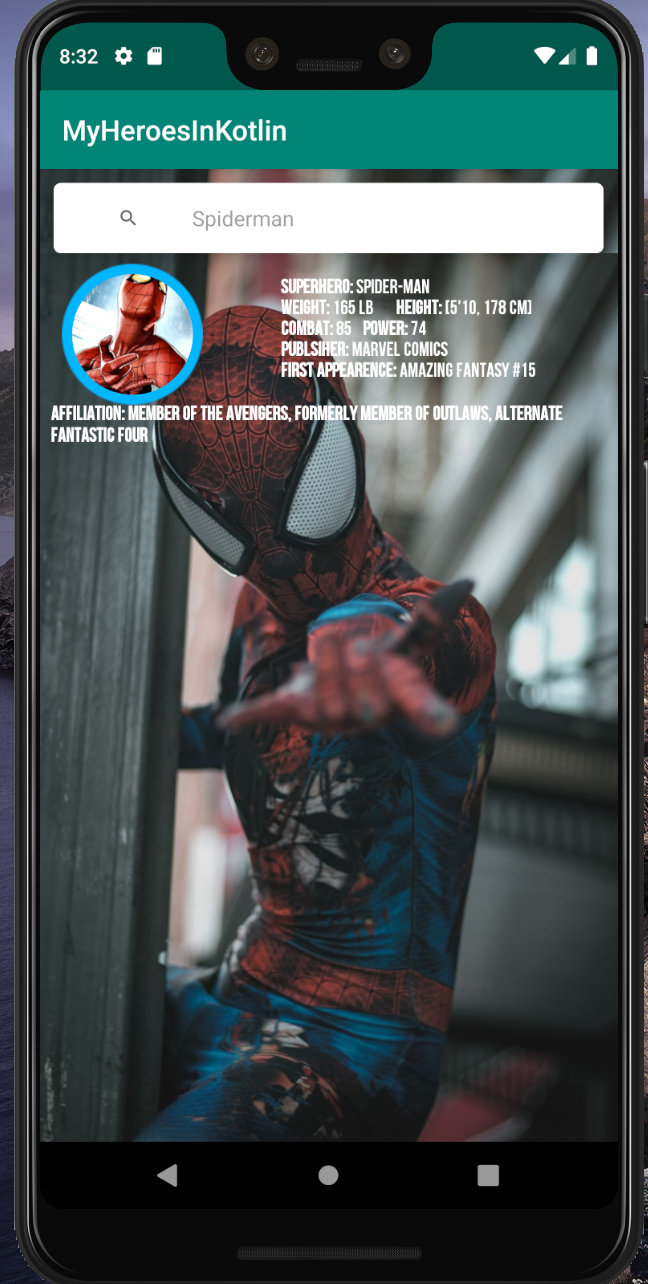 8:32
MyHeroesInKotlin
Spiderman
SUPERHERO: SPIDER-MAN
WEIGHT: 165 LB HEIGHT: [5'10, 178 CM]
COMBAT: 85 POWER: 74
PUBLSIHER: MARVEL COMICS
FIRST APPEARENCE: AMAZING FANTASY #15
AFFILIATION: MEMBER OF THE AVENGERS, FORMERLY MEMBER OF OUTLAWS, ALTERNATE
FANTASTIC FOUR